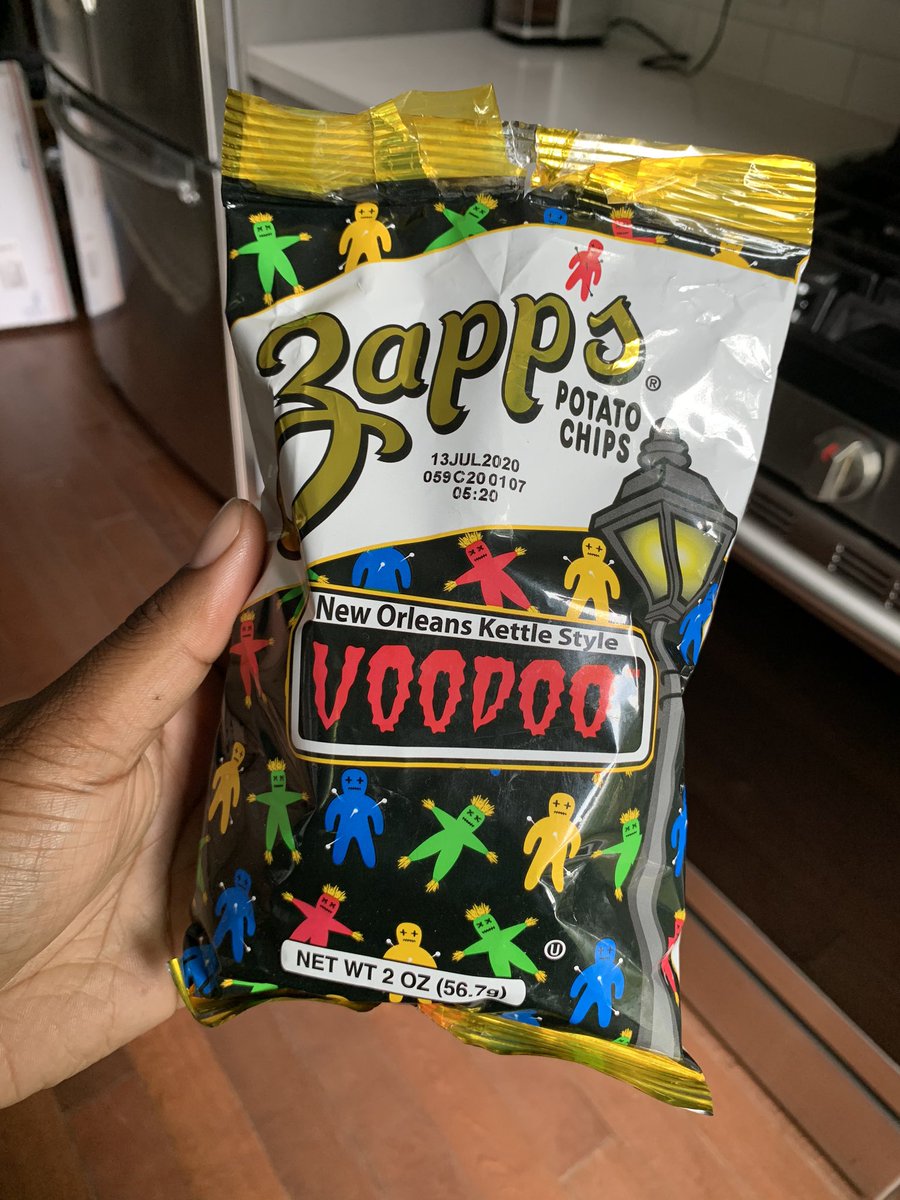 Zapp's
®
POTATO
CHIPS
13JUL2020
059C200107
05:20
New Orleans Kettle Style
VOODOO
U
NET WT 2 OZ (56.7g)